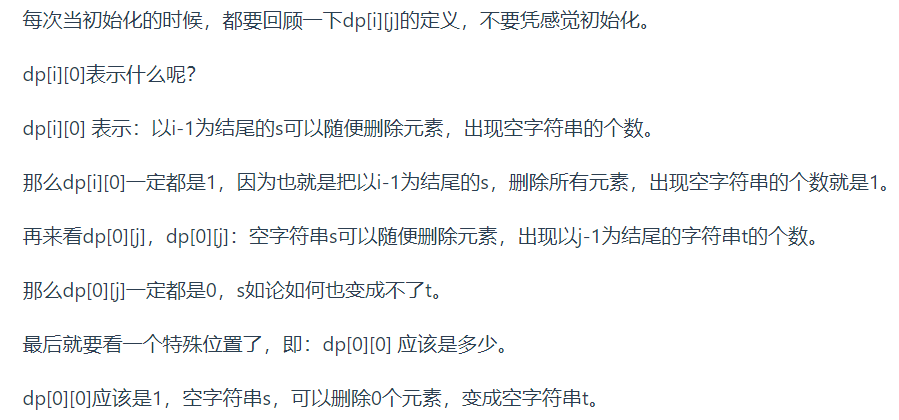 每次当初始化的时候，都要回顾一下dp[i][j]的定义，不要凭感觉初始化。
dp[i][0]表示什么呢？
dp[i][0] 表示：以i-1为结尾的s可以随便删除元素，出现空字符串的个数。
那么dp[i][0]一定都是1，因为也就是把以i-1为结尾的s，删除所有元素，出现空字符串的个数就是1。
再来看dp[0][j]，dp[0][j]：空字符串s可以随便删除元素，出现以j-1为结尾的字符串t的个数。
那么dp[0][j]一定都是0，s如论如何也变成不了t。
最后就要看一个特殊位置了，即：dp[0][0] 应该是多少。
dp[0][0]应该是1，空字符串s，可以删除0个元素，变成空字符串t。